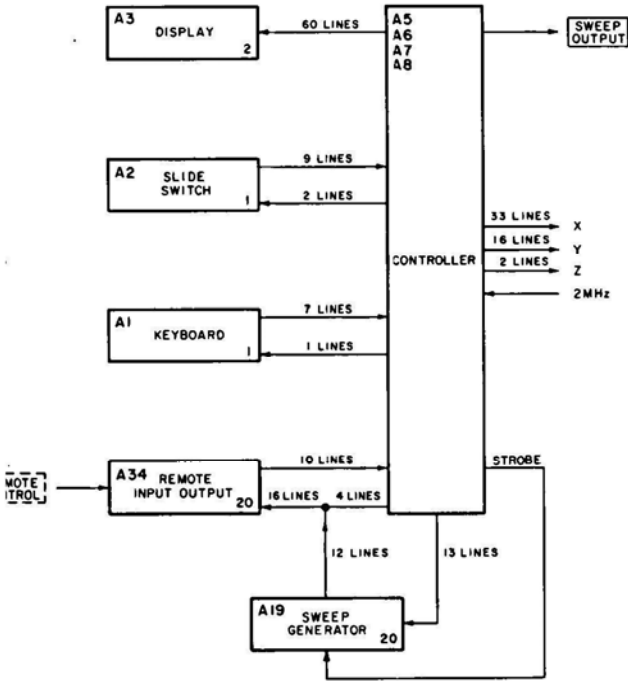 A3
DISPLAY
2
60 LINES
A5
A6
A7
A8
SWEEP
OUTPUT
A2
SLIDE
SWITCH
1
9 LINES
2 LINES
CONTROLLER
33 LINES
X
16 LINES
Y
2 LINES
Z
2MHz
A1
KEYBOARD
1
7 LINES
1 LINES
MOTE
A34
REMOTE
INPUT OUTPUT
20
10 LINES
16 LINES
4 LINES
STROBE
12 LINES
13 LINES
A19
SWEEP
GENERATOR
20